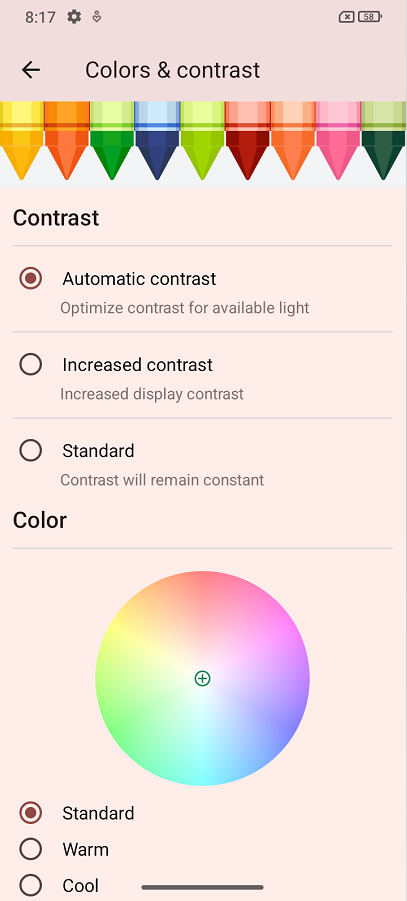 8:17
58
Colors & contrast
Contrast
Automatic contrast
Optimize contrast for available light
Increased contrast
Increased display contrast
Standard
Contrast will remain constant
Color
Standard
Warm
Cool